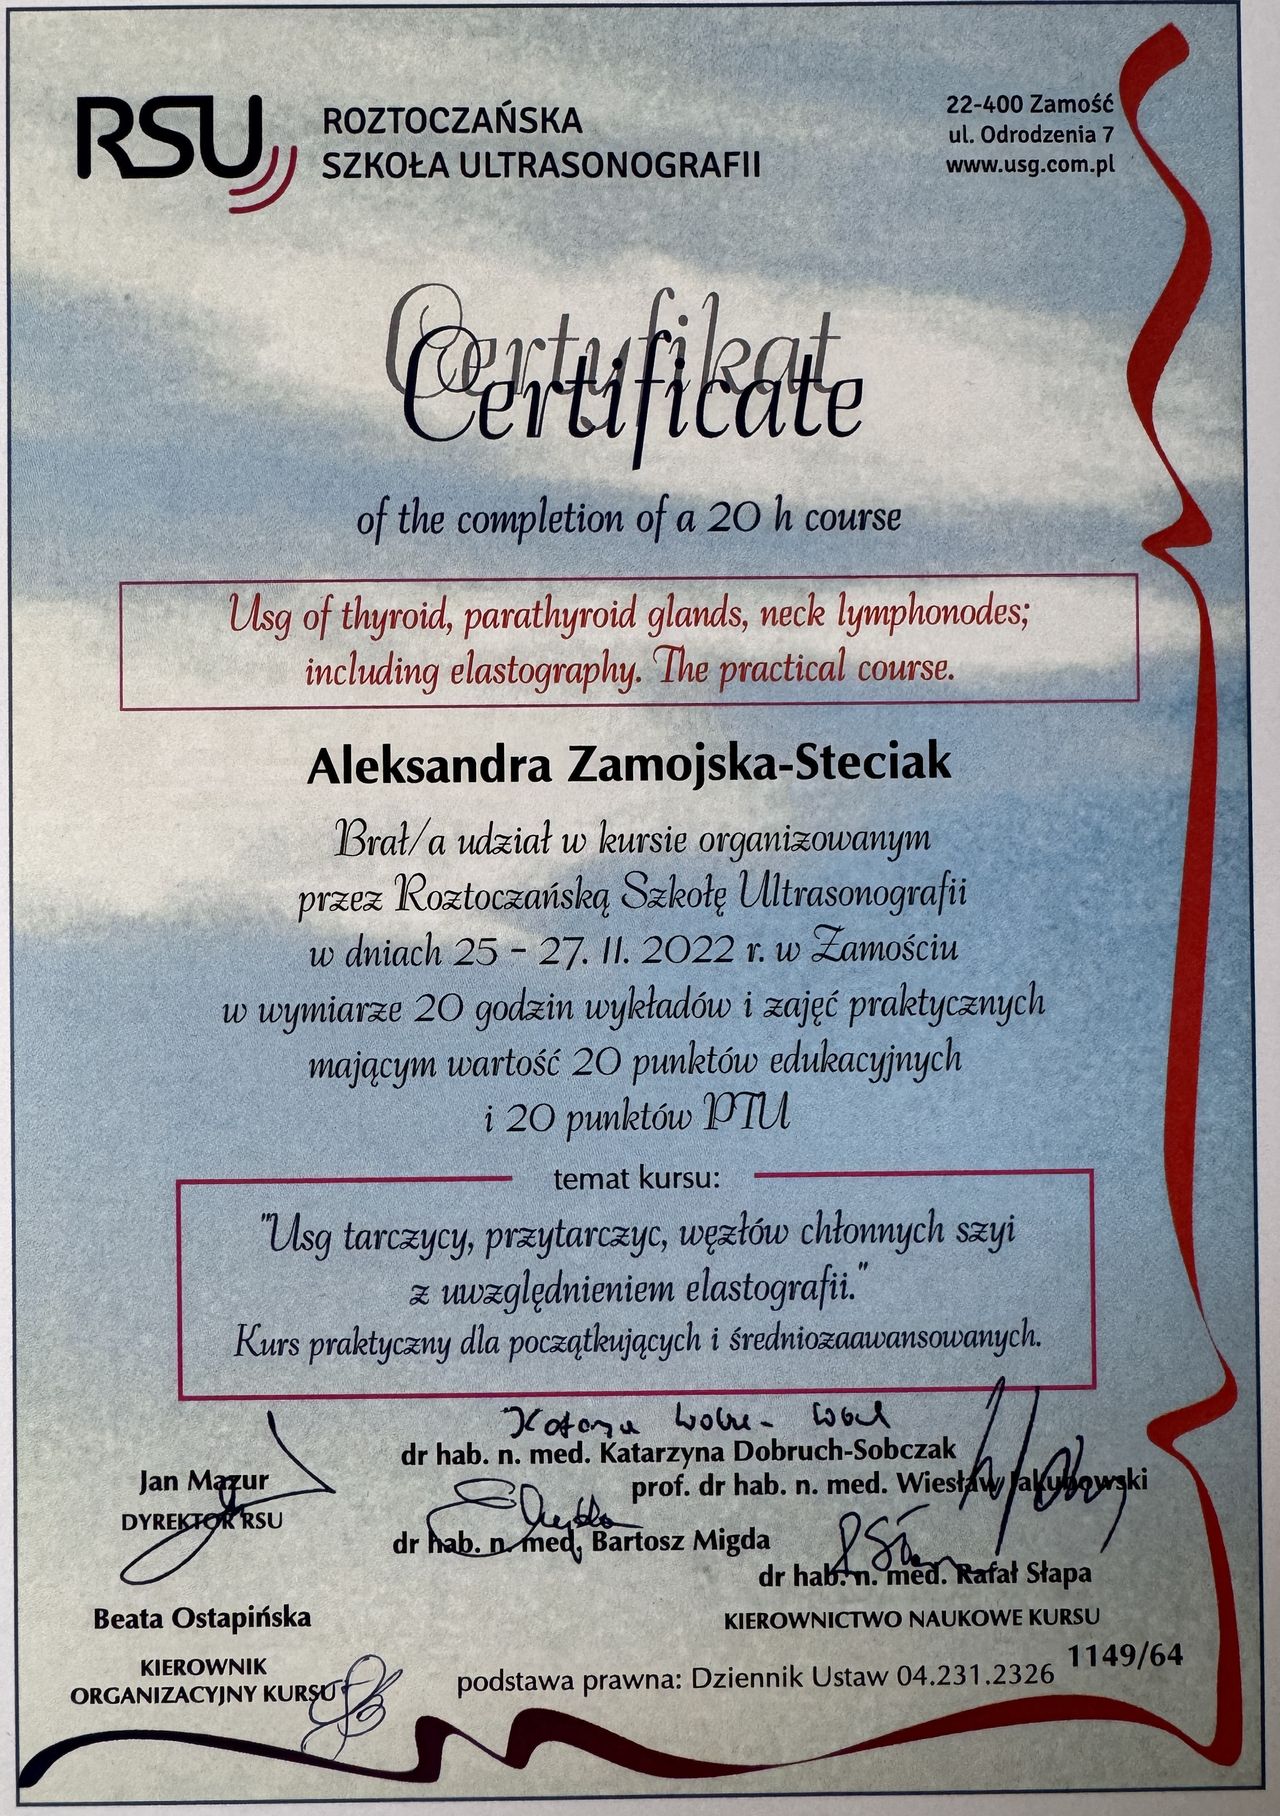 RSU
ROZTOCZAŃSKA
SZKOŁA ULTRASONOGRAFII
22-400 Zamość
ul. Odrodzenia 7
www.usg.com.pl
Certyfikat
Certificate
of the completion of a 20 h course
Usg of thyroid, parathyroid glands, neck lymphonodes;
including elastography. The practical course.
Aleksandra Zamojska-Steciak
Brał/a udział w kursie organizowanym
przez Roztoczańską Szkołę Ultrasonografii
w dniach 25 - 27. 11. 2022 r. w Zamościu
w wymiarze 20 godzin wykładów i zajęć praktycznych
mającym wartość 20 punktów edukacyjnych
i 20 punktów PTU
temat kursu:
"Usg tarczycy, przytarczyc, węzłów chłonnych szyi
z uwzględnieniem elastografii."
Kurs praktyczny dla początkujących i średniozaawansowanych.
dr hab. n. med. Katarzyna Dobruch-Sobczak
Jan Mazur
prof. dr hab. n. med. Wiesław Jakubowski
DYREKTOR RSU
dr hab. n. med. Bartosz Migda
dr hab. n. med. Rafał Słapa
Beata Ostapińska
KIEROWNICTWO NAUKOWE KURSU
KIEROWNIK
ORGANIZACYJNY KURSU
podstawa prawna: Dziennik Ustaw 04.231.2326
1149/64